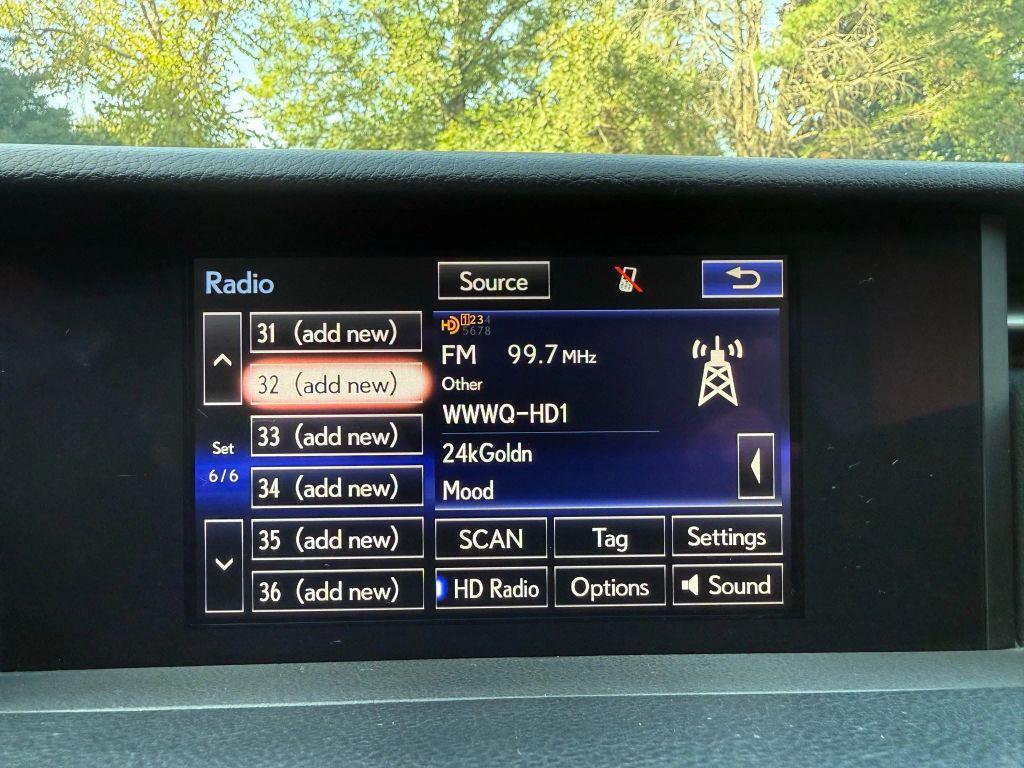 Radio
Source
31 (add new)
32 (add new)
33 (add new)
34 (add new)
35 (add new)
36 (add new)
Set
6/6
HD 1234
5678
FM 99.7 MHz
Other
WWWQ-HD1
24kGoldn
Mood
SCAN
Tag
Settings
HD Radio
Options
Sound